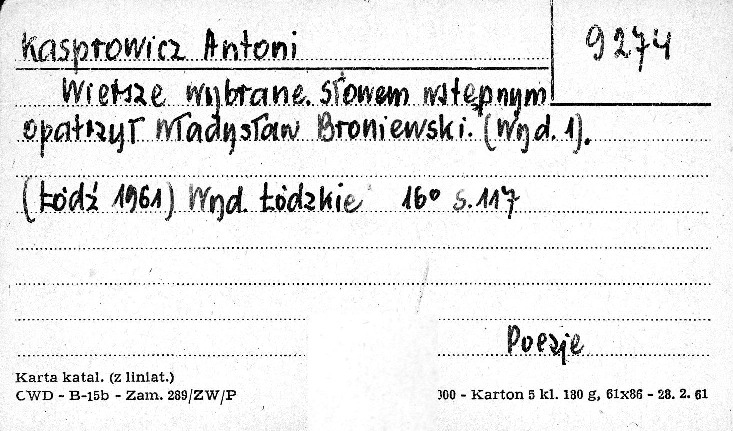 Kasprowicz Antoni
9274
Wiersze wybrane. słowem wstępnym
opatrzył Władysław Broniewski. (Wyd. 1).
(Łódź 1961) Wyd. Łódzkie 16° s. 117
Poezje
Karta katal. (z liniat.)
CWD - B-15b - Zam. 289/ZW/P
000 - Karton 5 kl. 180 g, 61x86 - 28. 2. 61